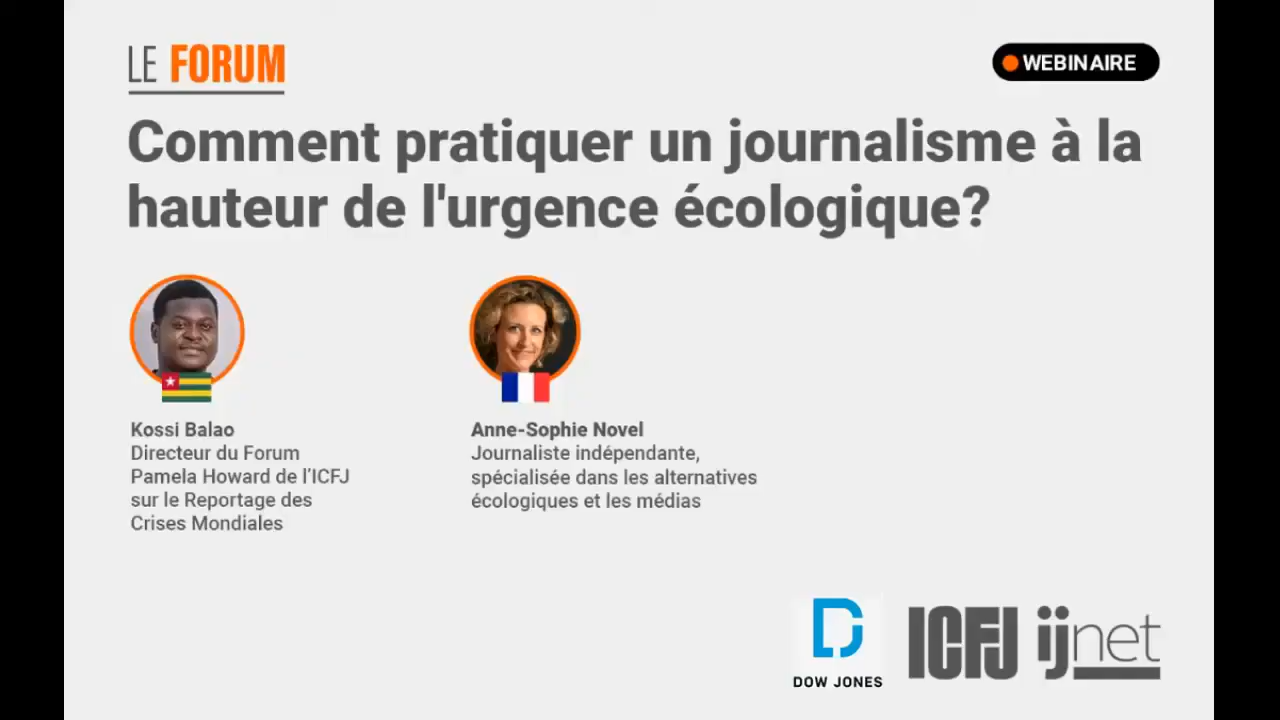 LE FORUM
WEBINAIRE
Comment pratiquer un journalisme à la
hauteur de l'urgence écologique?
Kossi Balao
Directeur du Forum
Pamela Howard de l’ICFJ
sur le Reportage des
Crises Mondiales
Anne-Sophie Novel
Journaliste indépendante,
spécialisée dans les alternatives
écologiques et les médias
DOW JONES
ICFJ
ijnet